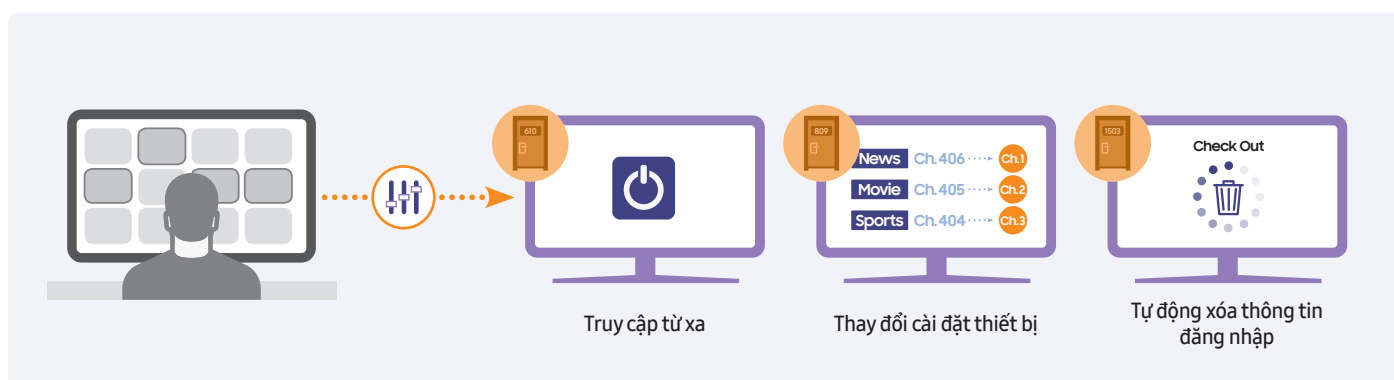 610
809
1503
News Ch.406 Ch.1
Movie Ch.405 Ch.2
Sports Ch.404 Ch.3
Check Out
Truy cập từ xa
Thay đổi cài đặt thiết bị
Tự động xóa thông tin
đăng nhập